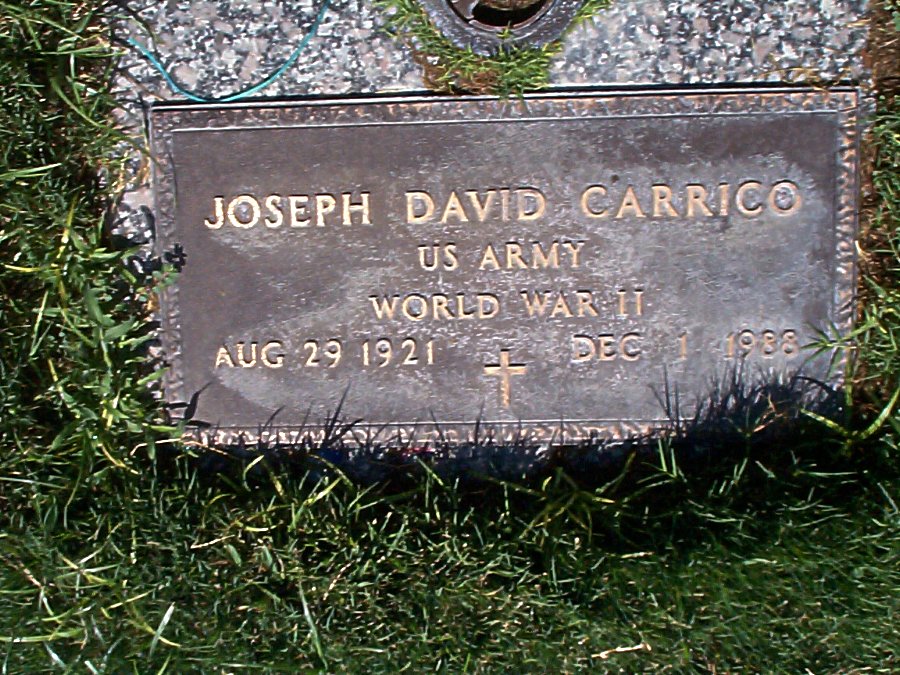 JOSEPH DAVID CARRICO
US ARMY
WORLD WAR II
AUG 29 1921 DEC 1 1988